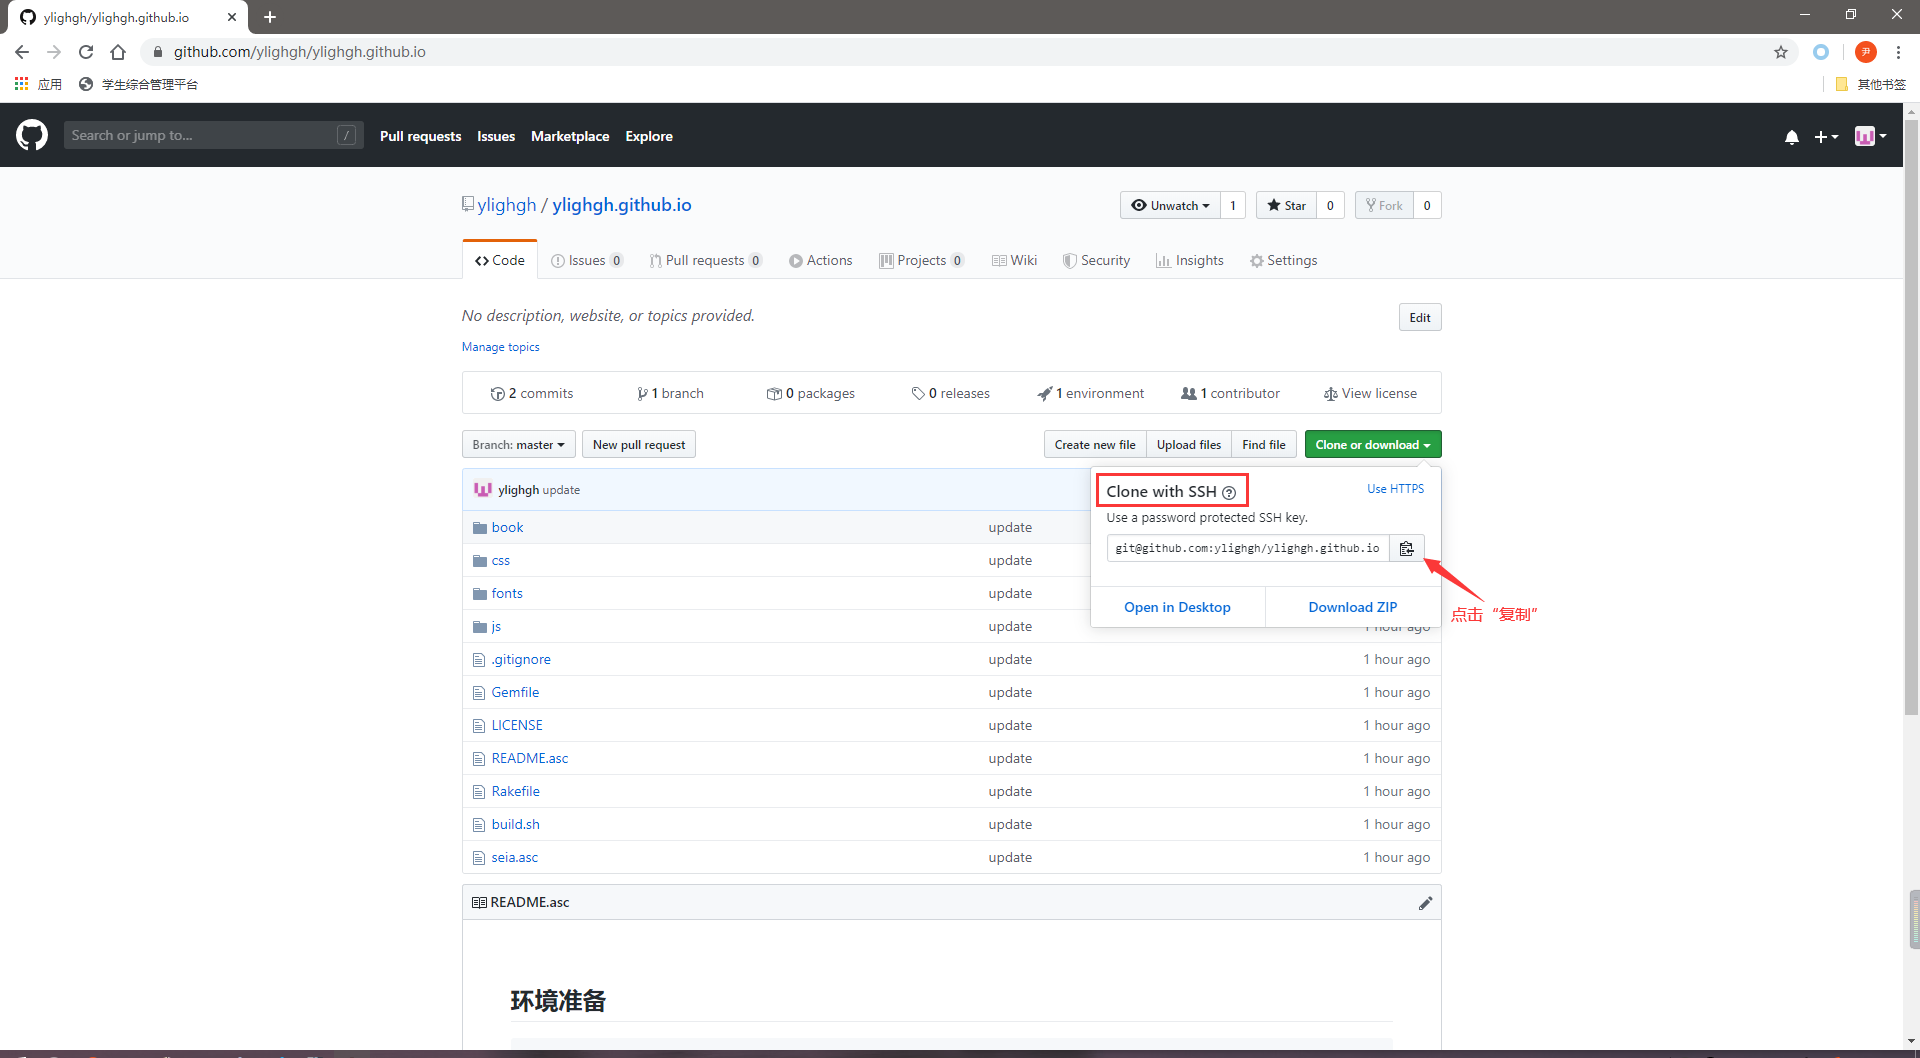 ylighgh/ylighgh.github.io
github.com/ylighgh/ylighgh.github.io
尹
应用 学生综合管理平台 其他书签
Search or jump to... / Pull requests Issues Marketplace Explore
ylighgh / ylighgh.github.io Unwatch 1 Star 0 Fork 0
Code Issues 0 Pull requests 0 Actions Projects 0 Wiki Security Insights Settings
No description, website, or topics provided. Edit
Manage topics
2 commits 1 branch 0 packages 0 releases 1 environment 1 contributor View license
Branch: master New pull request Create new file Upload files Find file Clone or download
ylighgh update
Clone with SSH ? Use HTTPS
Use a password protected SSH key.
git@github.com:ylighgh/ylighgh.github.io
Open in Desktop Download ZIP
点击“复制”
book update
css update
fonts update
js update 1 hour ago
.gitignore update 1 hour ago
Gemfile update 1 hour ago
LICENSE update 1 hour ago
README.asc update 1 hour ago
Rakefile update 1 hour ago
build.sh update 1 hour ago
seia.asc update 1 hour ago
README.asc
环境准备